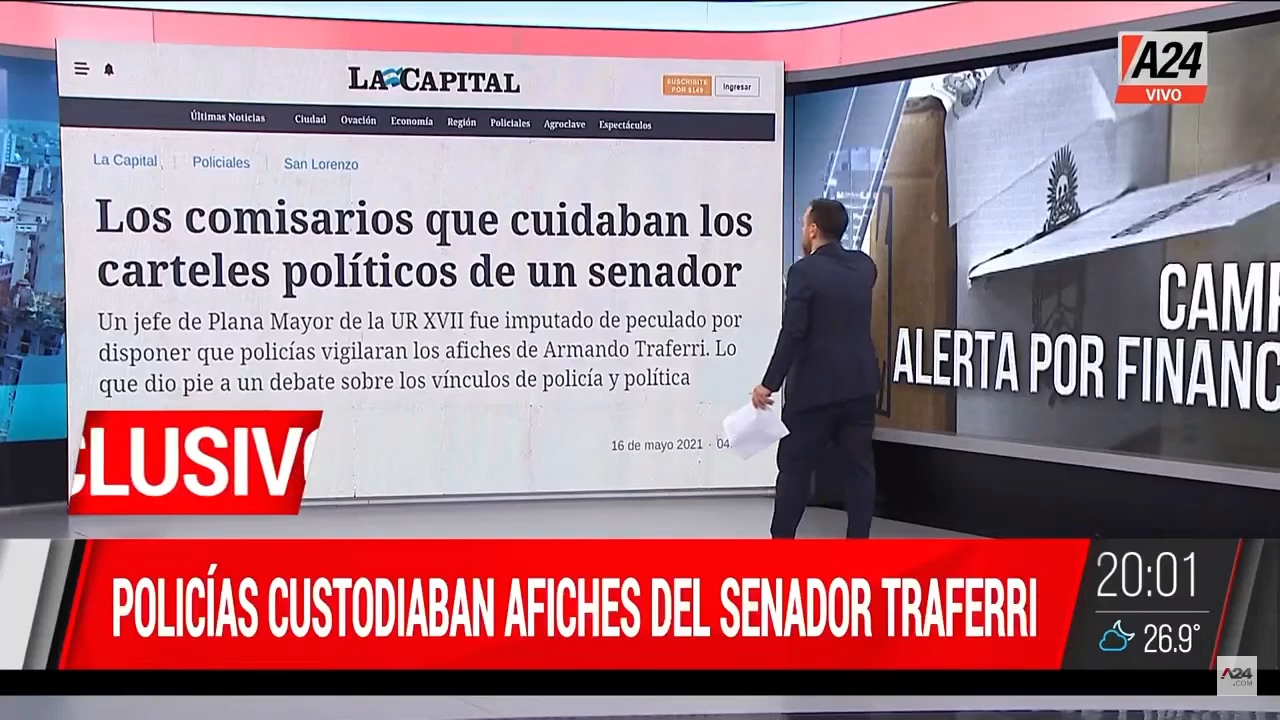 LA CAPITAL
SUSCRIBITE
POR $149
Ingresar
Últimas Noticias Ciudad Ovación Economía Región Policiales Agroclave Espectáculos
La Capital Policiales San Lorenzo
Los comisarios que cuidaban los
carteles políticos de un senador
Un jefe de Plana Mayor de la UR XVII fue imputado de peculado por
disponer que policías vigilaran los afiches de Armando Traferri. Lo
que dio pie a un debate sobre los vínculos de policía y política
16 de mayo 2021 · 04.
CLUSIVO
A24
VIVO
CAMP
ALERTA POR FINANC
POLICÍAS CUSTODIABAN AFICHES DEL SENADOR TRAFERRI
20:01
26.9°
A24
.COM